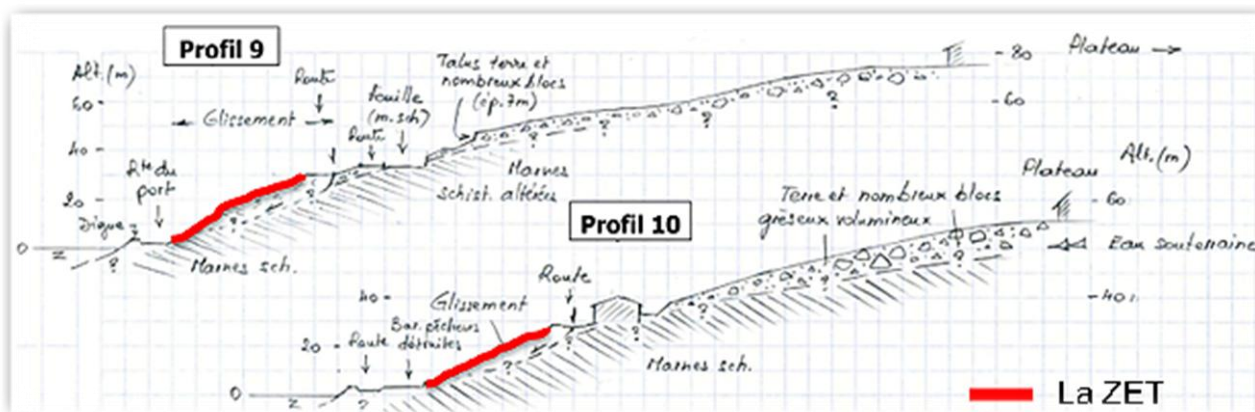 Profil 9
Alt. (m)
60
40
20
0
Route
Glissement
Route
Fouille
(m. sch)
Talus terre et
nombreux blocs
(ép. 7m)
Rte du
port
Digue
Z
?
?
?
?
?
?
?
Marnes sch.
Marnes
schist. altérées
80
60
Plateau
Profil 10
40
20
0
Glissement
Route
Bar. pêcheurs
détruites
Route
Z
?
?
?
?
?
?
?
Marnes sch.
Terre et nombreux blocs
gréseux volumineux
Plateau
Alt. (m)
60
Eau souterraine
40
La ZET